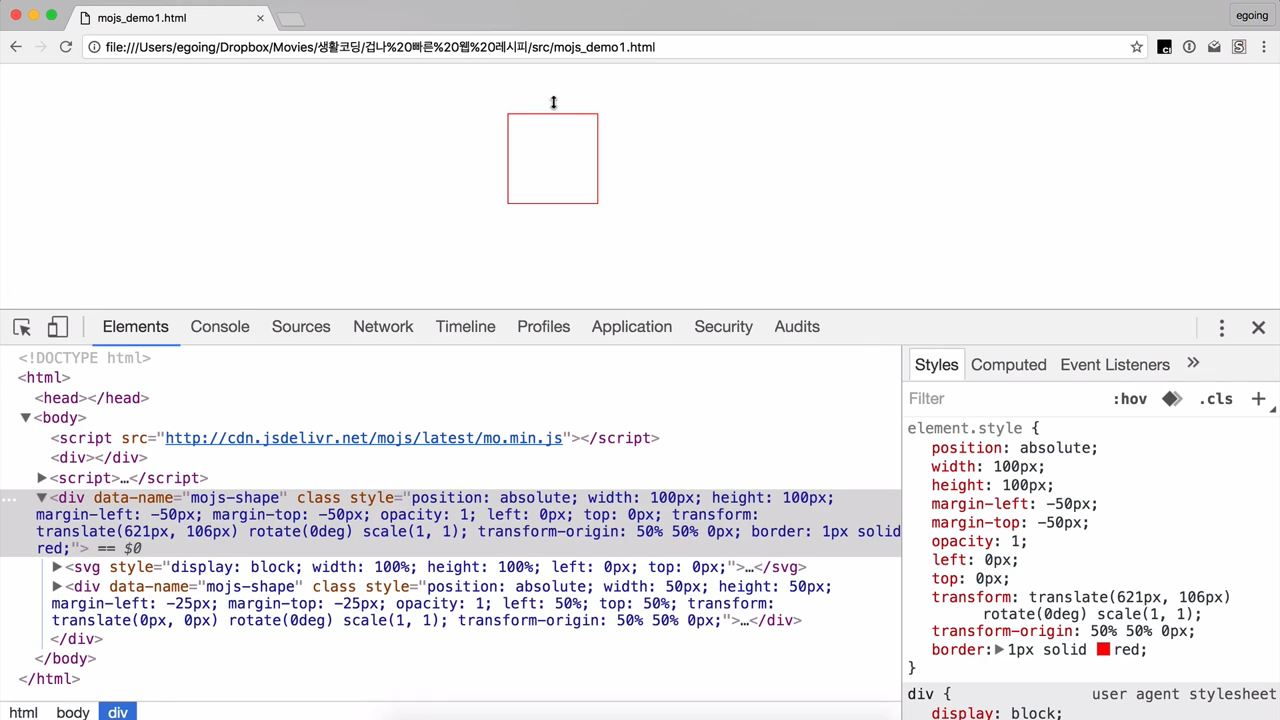 mojs_demo1.html
egoing
file:///Users/egoing/Dropbox/Movies/생활코딩/겁나%20빠른%20웹%20레시피/src/mojs_demo1.html
Elements Console Sources Network Timeline Profiles Application Security Audits
<!DOCTYPE html>
<html>
<head></head>
<body>
<script src="http://cdn.jsdelivr.net/mojs/latest/mo.min.js"></script>
<div></div>
<script>…</script>
<div data-name="mojs-shape" class style="position: absolute; width: 100px; height: 100px;
margin-left: -50px; margin-top: -50px; opacity: 1; left: 0px; top: 0px; transform:
translate(621px, 106px) rotate(0deg) scale(1, 1); transform-origin: 50% 50% 0px; border: 1px solid
red;"> == $0
<svg style="display: block; width: 100%; height: 100%; left: 0px; top: 0px;">…</svg>
<div data-name="mojs-shape" class style="position: absolute; width: 50px; height: 50px;
margin-left: -25px; margin-top: -25px; opacity: 1; left: 50%; top: 50%; transform:
translate(0px, 0px) rotate(0deg) scale(1, 1); transform-origin: 50% 50% 0px;">…</div>
</div>
</body>
</html>
html body div
Styles Computed Event Listeners »
Filter :hov .cls +
element.style {
position: absolute;
width: 100px;
height: 100px;
margin-left: -50px;
margin-top: -50px;
opacity: 1;
left: 0px;
top: 0px;
transform: translate(621px, 106px)
rotate(0deg) scale(1, 1);
transform-origin: 50% 50% 0px;
border: 1px solid red;
}
div { user agent stylesheet
display: block;